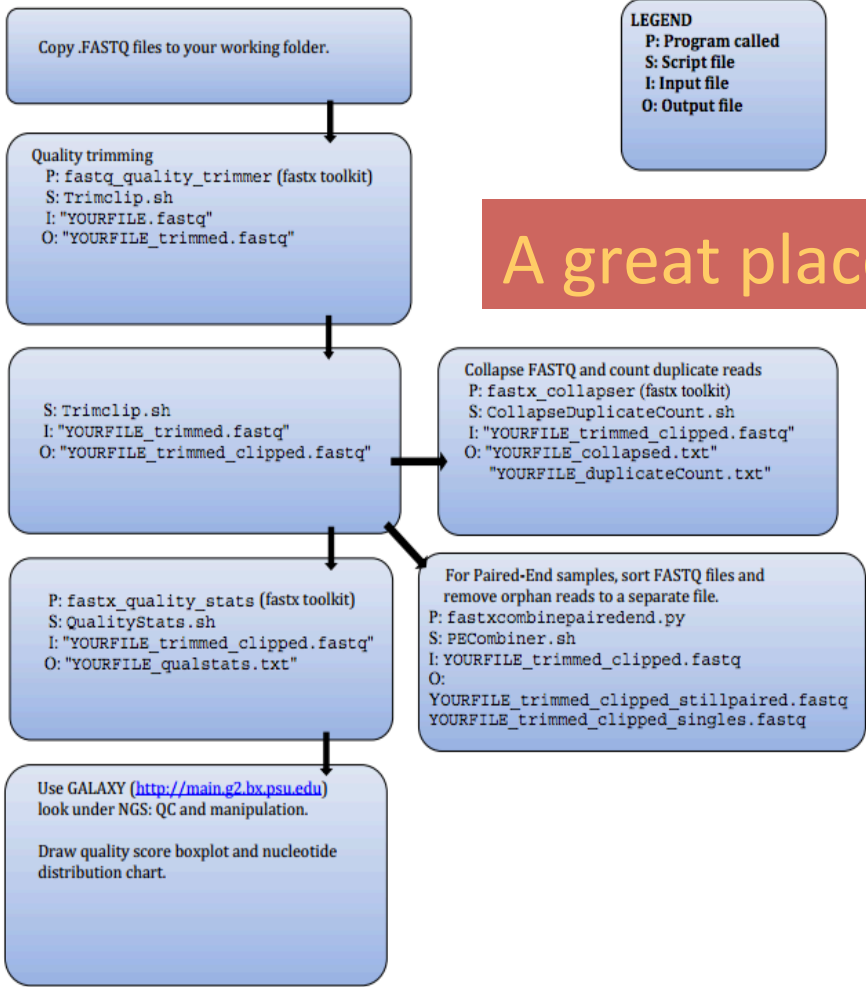 Copy .FASTQ files to your working folder.
LEGEND
P: Program called
S: Script file
I: Input file
O: Output file
Quality trimming
P: fastq_quality_trimmer (fastx toolkit)
S: Trimclip.sh
I: "YOURFILE.fastq"
O: "YOURFILE_trimmed.fastq"
A great plac
S: Trimclip.sh
I: "YOURFILE_trimmed.fastq"
O: "YOURFILE_trimmed_clipped.fastq"
Collapse FASTQ and count duplicate reads
P: fastx_collapser (fastx toolkit)
S: CollapseDuplicateCount.sh
I: "YOURFILE_trimmed_clipped.fastq"
O: "YOURFILE_collapsed.txt"
"YOURFILE_duplicateCount.txt"
P: fastx_quality_stats (fastx toolkit)
S: QualityStats.sh
I: "YOURFILE_trimmed_clipped.fastq"
O: "YOURFILE_qualstats.txt"
For Paired-End samples, sort FASTQ files and
remove orphan reads to a separate file.
P: fastxcombinepairedend.py
S: PECombiner.sh
I: YOURFILE_trimmed_clipped.fastq
O:
YOURFILE_trimmed_clipped_stillpaired.fastq
YOURFILE_trimmed_clipped_singles.fastq
Use GALAXY (http://main.g2.bx.psu.edu)
look under NGS: QC and manipulation.
Draw quality score boxplot and nucleotide
distribution chart.